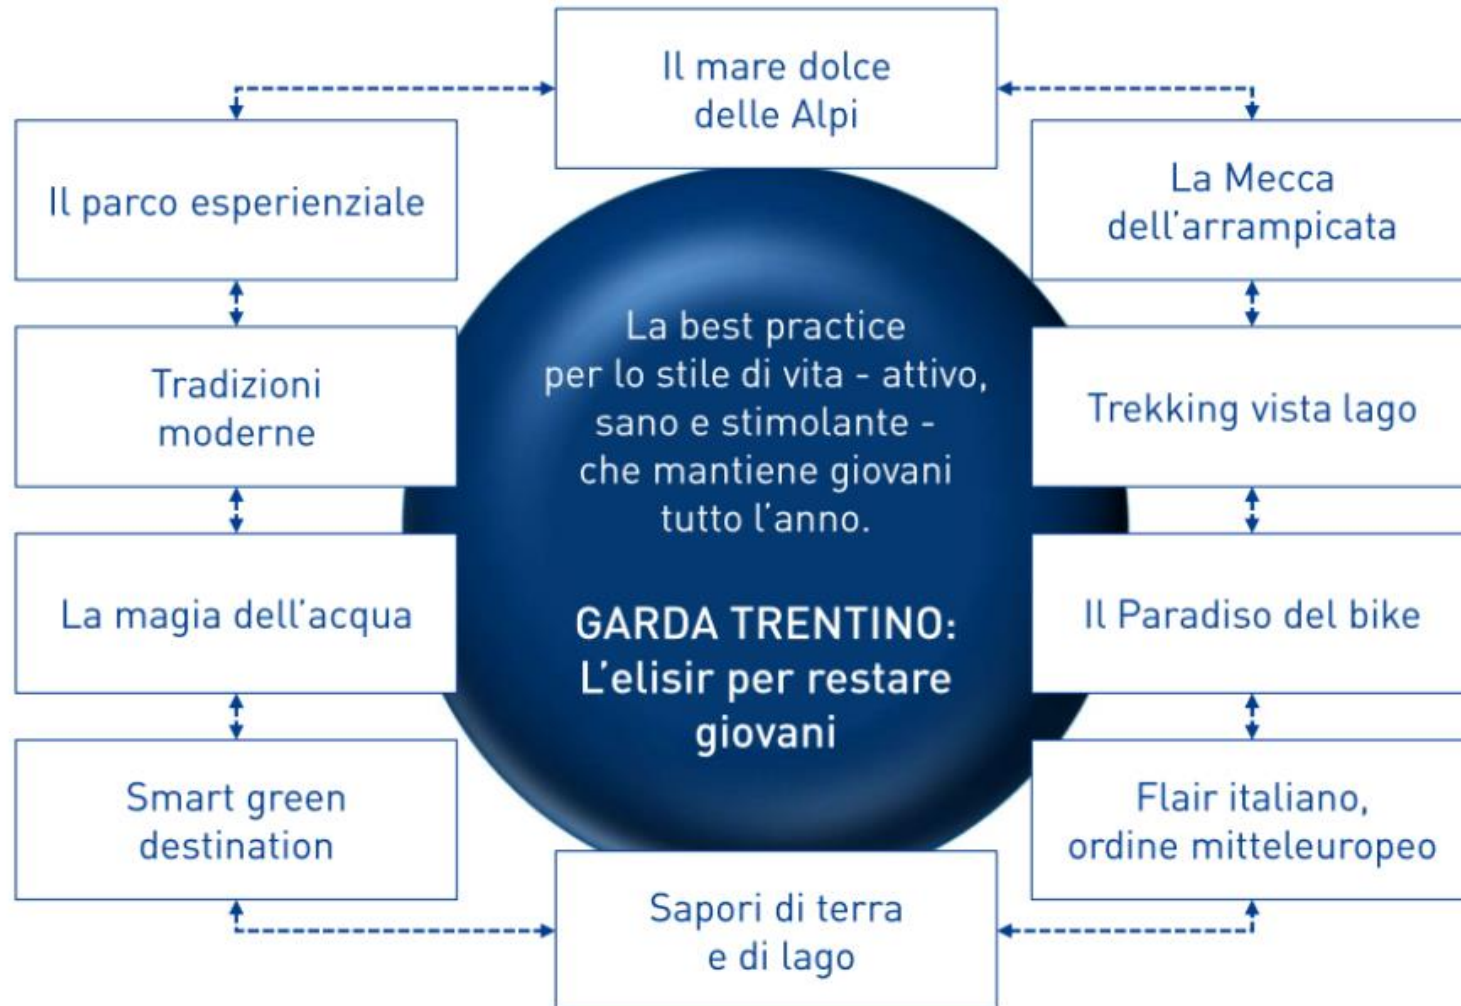 Il mare dolce
delle Alpi
Il parco esperienziale
La Mecca
dell'arrampicata
La best practice
per lo stile di vita - attivo,
sano e stimolante -
che mantiene giovani
tutto l'anno.
Tradizioni
moderne
Trekking vista lago
La magia dell'acqua
Il Paradiso del bike
GARDA TRENTINO:
L'elisir per restare
giovani
Smart green
destination
Flair italiano,
ordine mitteleuropeo
Sapori di terra
e di lago